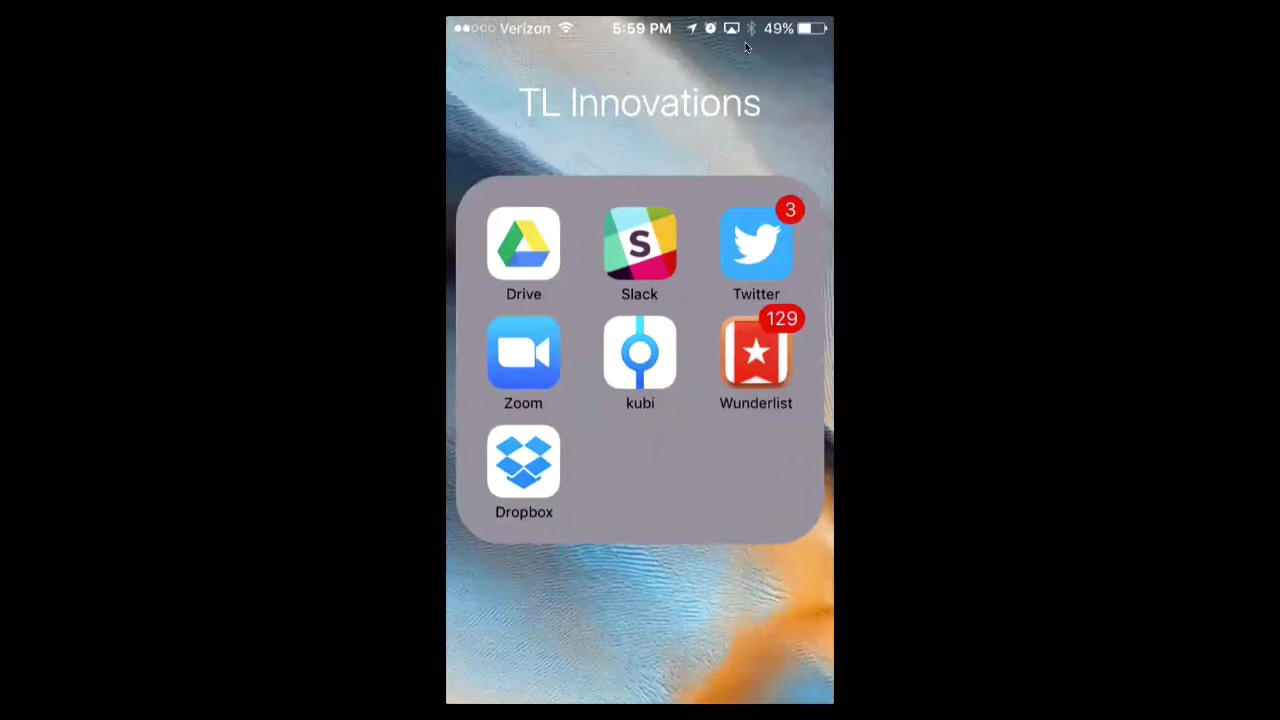 Verizon 5:59 PM 49%
TL Innovations
3
S
Drive Slack Twitter
129
Zoom kubi Wunderlist
Dropbox